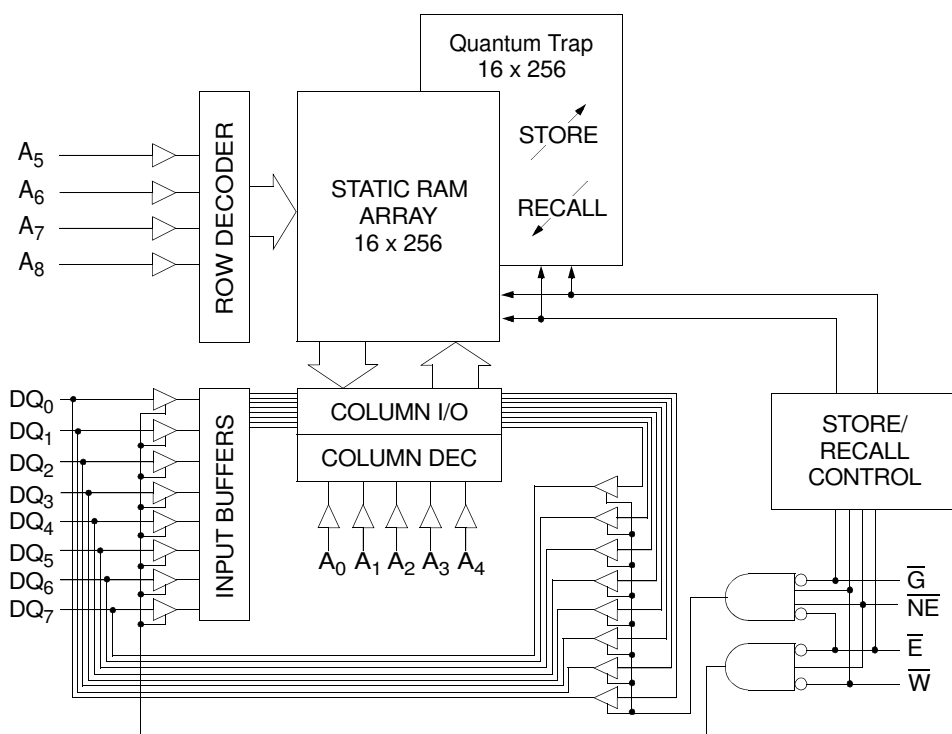 Quantum Trap
16 x 256
STORE
RECALL
STATIC RAM
ARRAY
16 x 256
A5
A6
A7
A8
ROW DECODER
DQ0
DQ1
DQ2
DQ3
DQ4
DQ5
DQ6
DQ7
INPUT BUFFERS
COLUMN I/O
COLUMN DEC
A0 A1 A2 A3 A4
STORE/
RECALL
CONTROL
G̅
N̅E̅
E̅
W̅